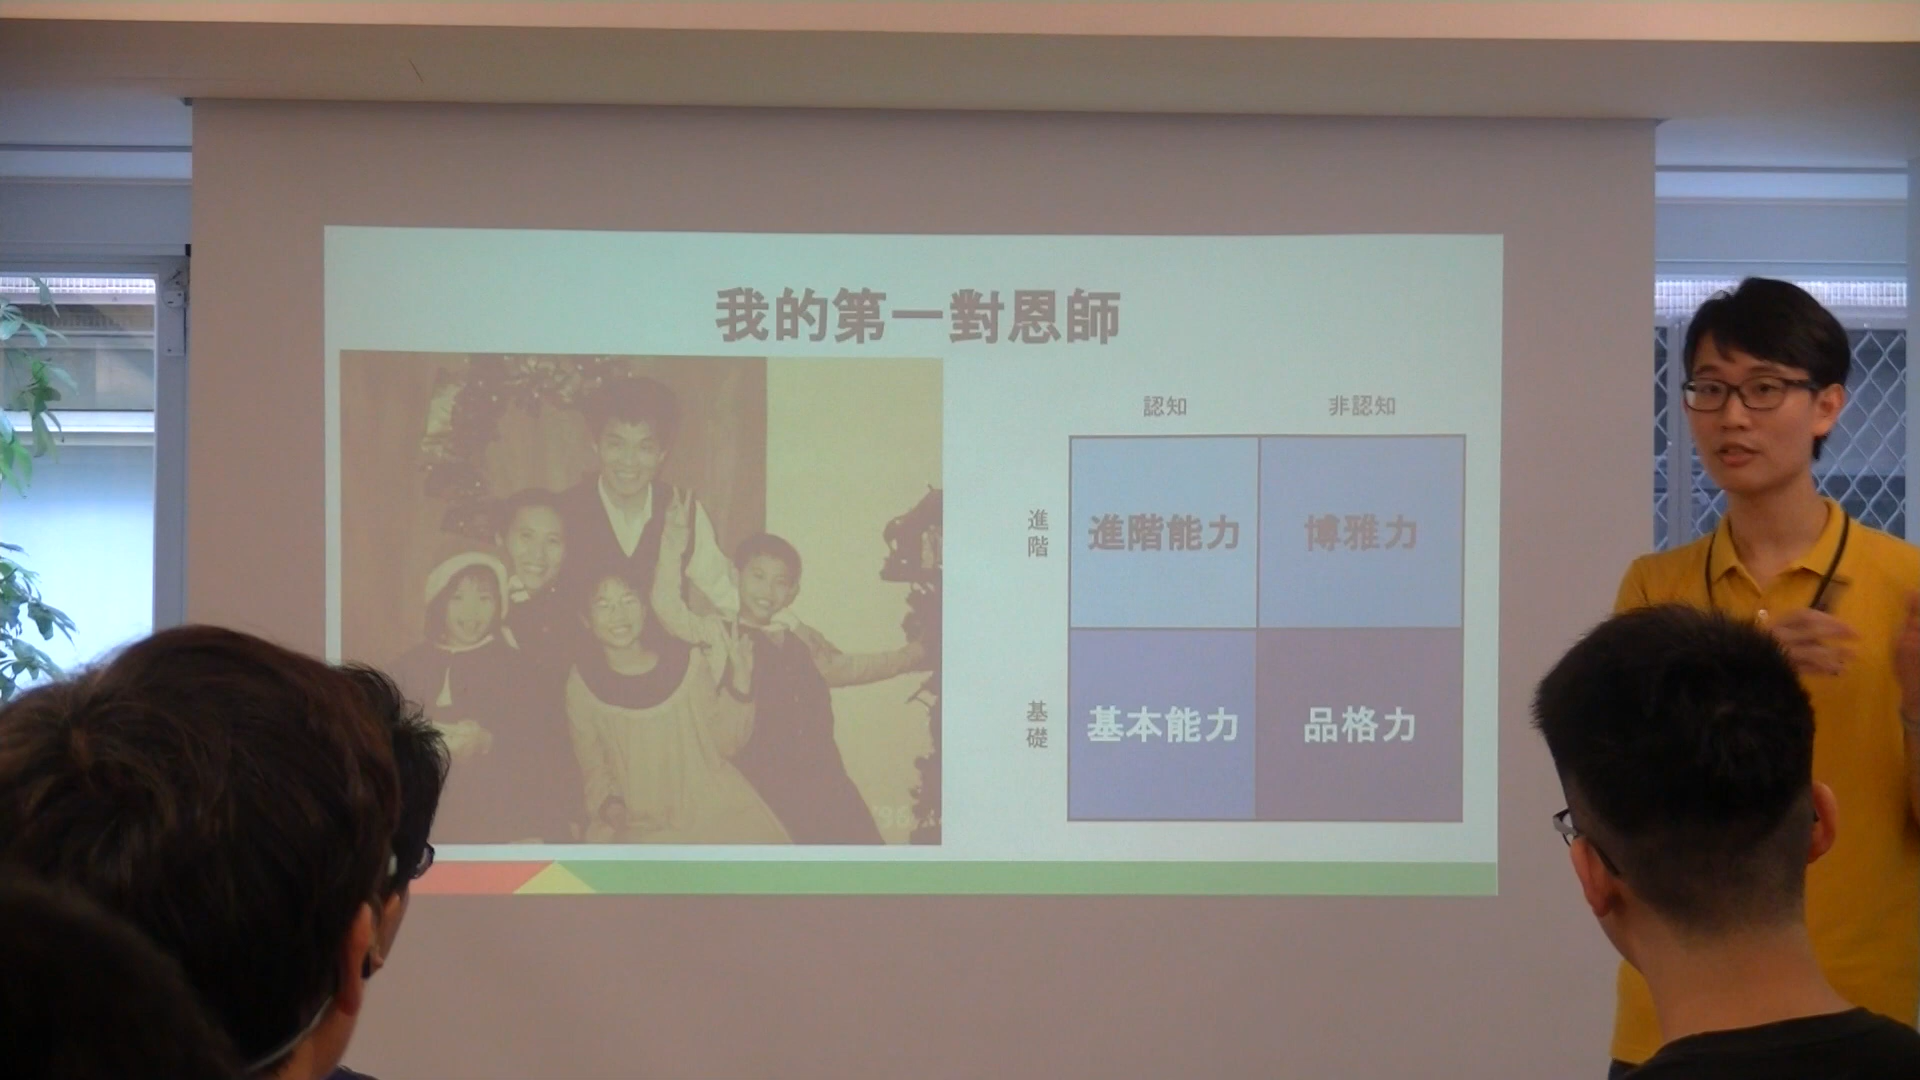 我的第一對恩師
認知 非認知
進階
進階能力 博雅力
基礎
基本能力 品格力